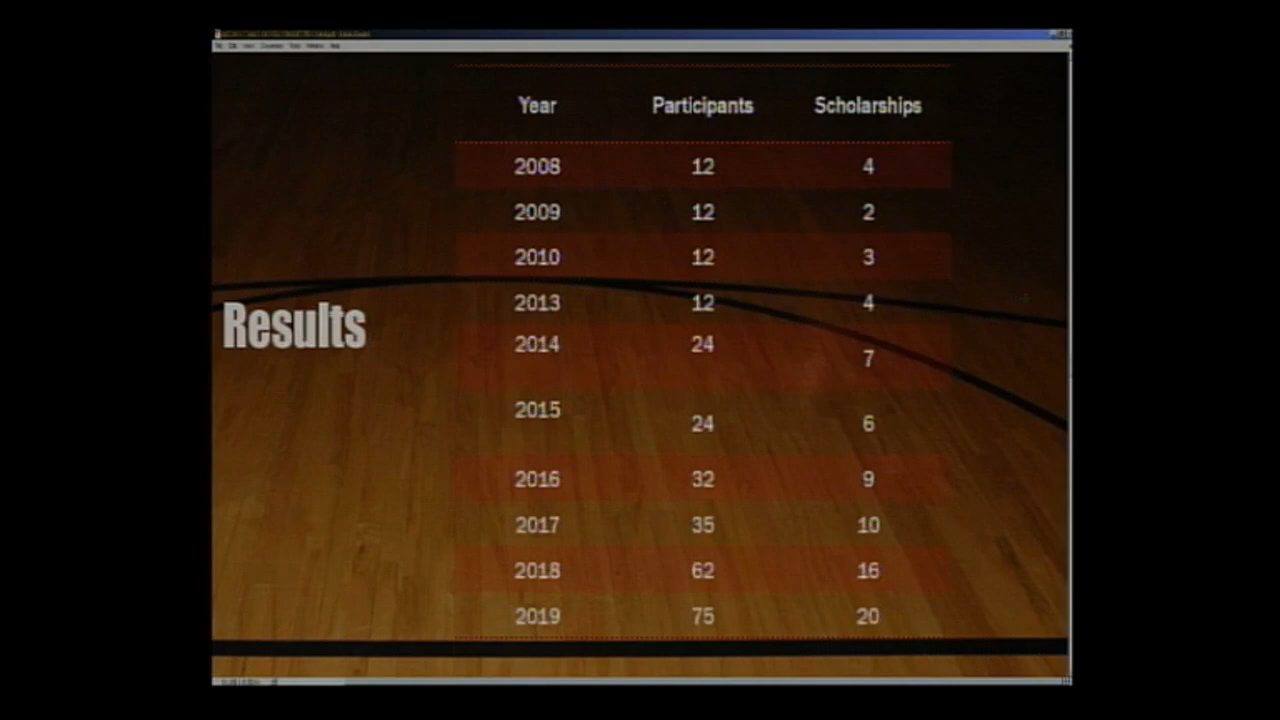 Year Participants Scholarships
2008 12 4
2009 12 2
2010 12 3
2013 12 4
Results
2014 24 7
2015 24 6
2016 32 9
2017 35 10
2018 62 16
2019 75 20